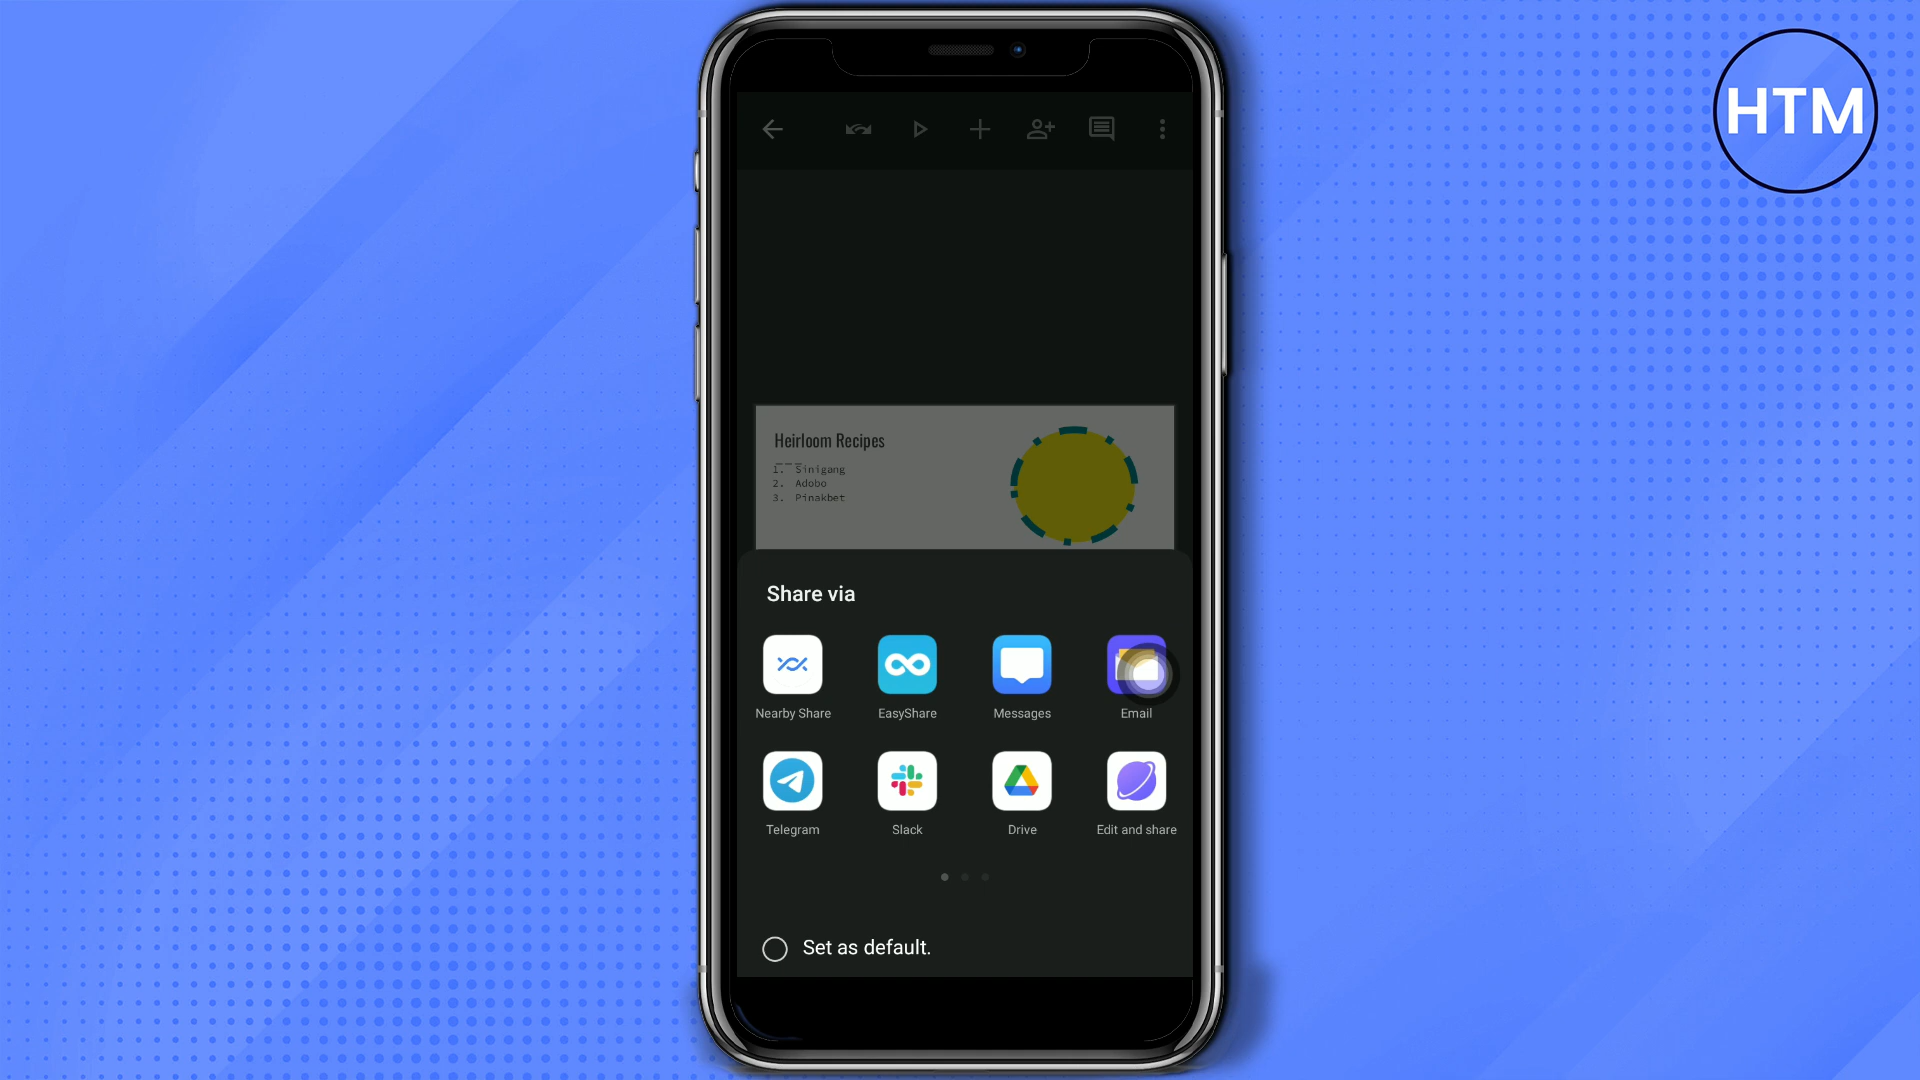 HTM
Heirloom Recipes
1. Sinigang
2. Adobo
3. Pinakbet
Share via
Nearby Share EasyShare Messages Email
Telegram Slack Drive Edit and share
Set as default.